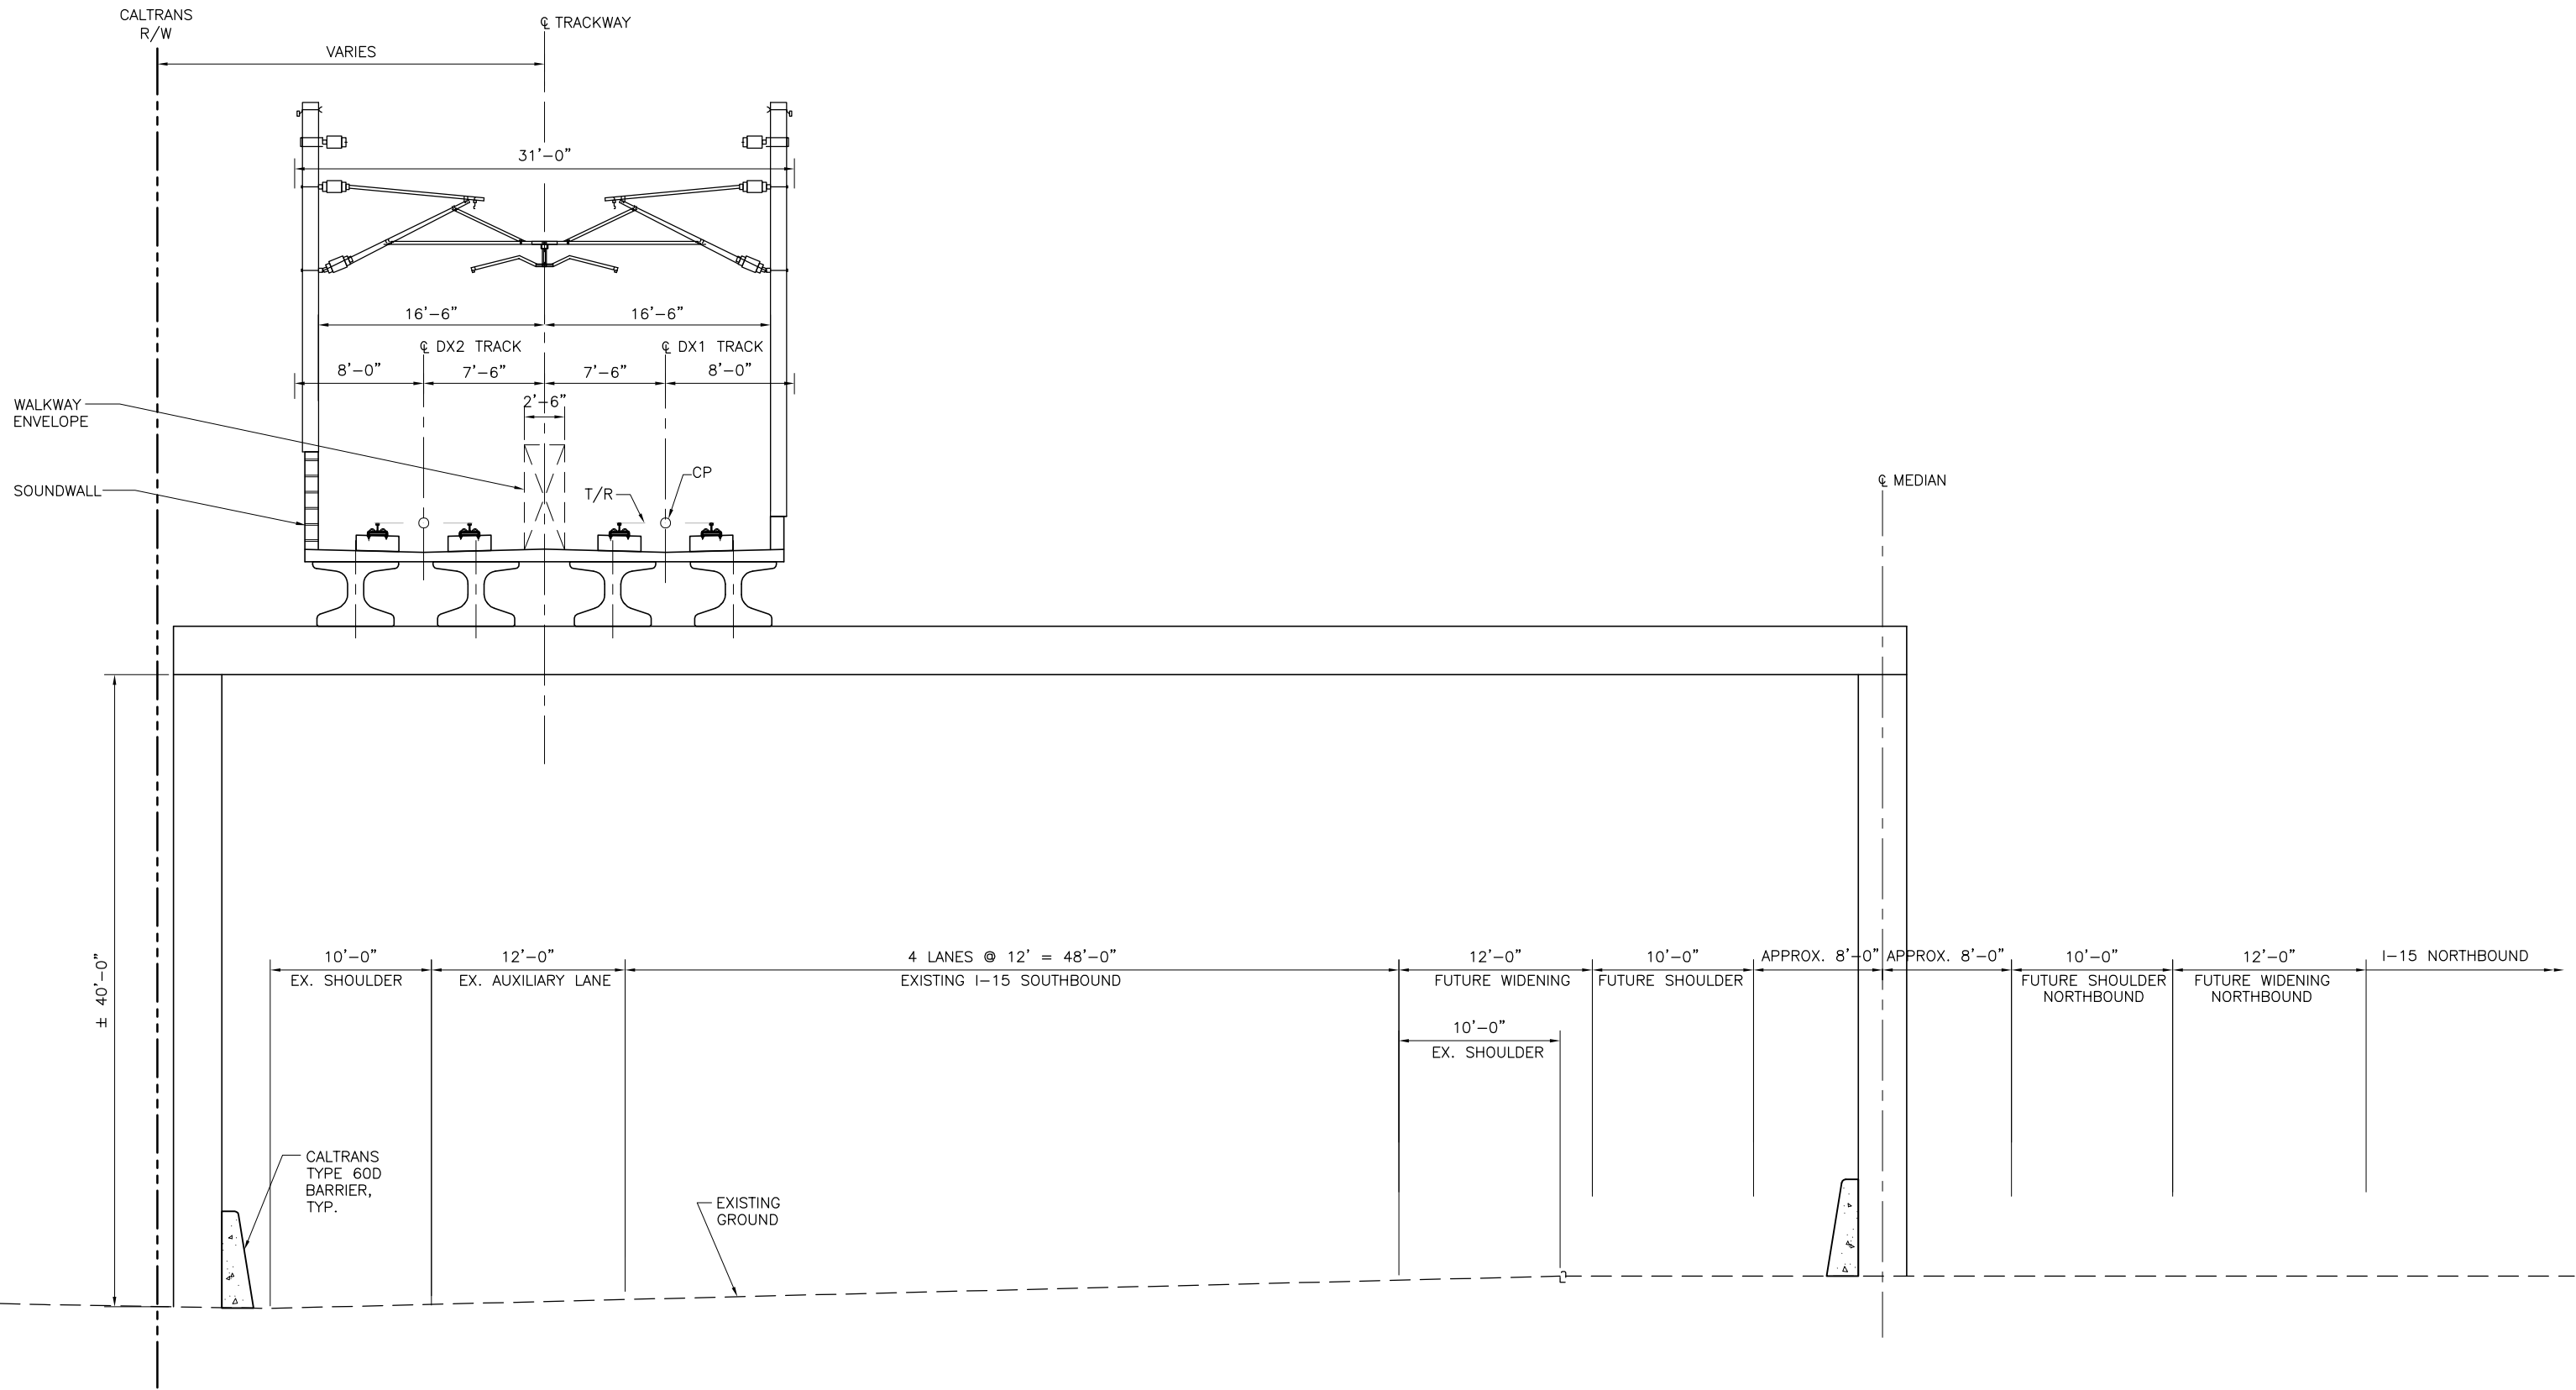 CALTRANS
R/W
℄ TRACKWAY
VARIES
31'-0"
16'-6" 16'-6"
℄ DX2 TRACK ℄ DX1 TRACK
8'-0" 7'-6" 7'-6" 8'-0"
2'-6"
WALKWAY
ENVELOPE
SOUNDWALL
T/R
CP
℄ MEDIAN
± 40'-0"
10'-0"
EX. SHOULDER
12'-0"
EX. AUXILIARY LANE
4 LANES @ 12' = 48'-0"
EXISTING I-15 SOUTHBOUND
12'-0"
FUTURE WIDENING
10'-0"
FUTURE SHOULDER
APPROX. 8'-0"
APPROX. 8'-0"
10'-0"
FUTURE SHOULDER
NORTHBOUND
12'-0"
FUTURE WIDENING
NORTHBOUND
I-15 NORTHBOUND
10'-0"
EX. SHOULDER
CALTRANS
TYPE 60D
BARRIER,
TYP.
EXISTING
GROUND